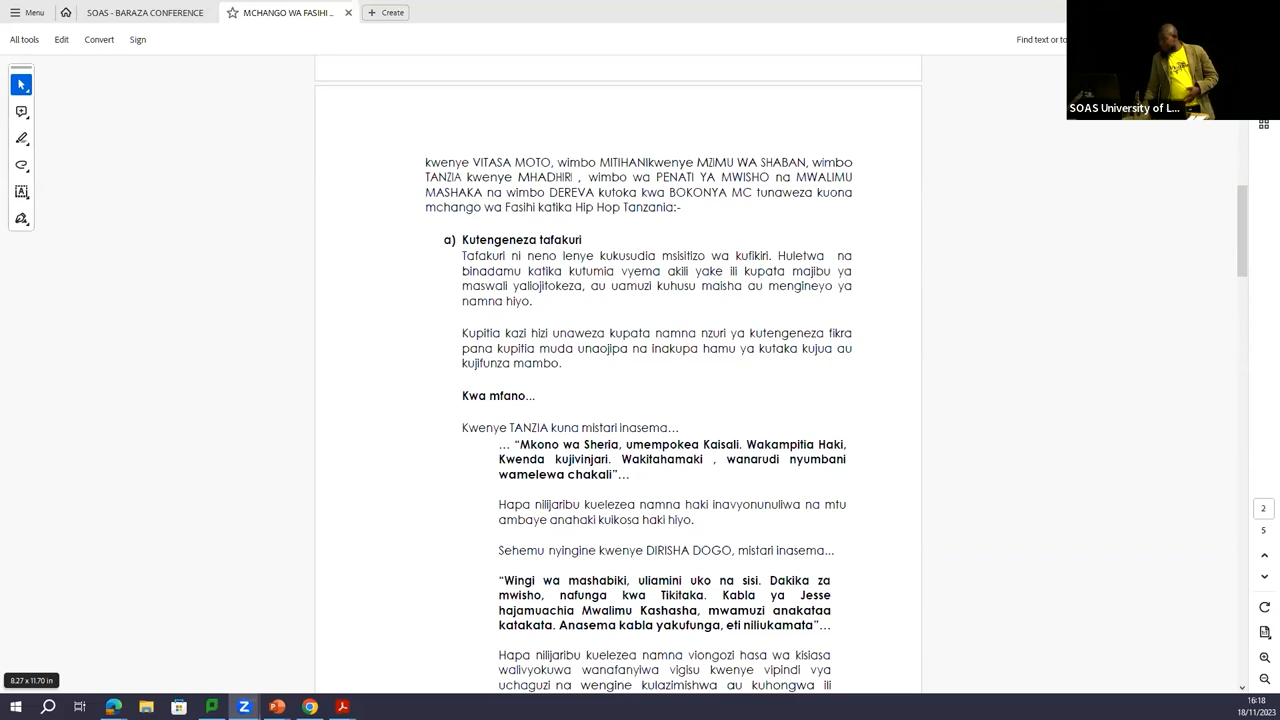 Menu
SOAS - BARAZA CONFERENCE
MCHANGO WA FASIHI ...
Create
All tools
Edit
Convert
Sign
Find text or to
SOAS University of L...
kwenye VITASA MOTO, wimbo MITIHANIkwenye MZIMU WA SHABAN, wimbo
TANZIA kwenye MHADHIRI , wimbo wa PENATI YA MWISHO na MWALIMU
MASHAKA na wimbo DEREVA kutoka kwa BOKONYA MC tunaweza kuona
mchango wa Fasihi katika Hip Hop Tanzania:-
a) Kutengeneza tafakuri
Tafakuri ni neno lenye kukusudia msisitizo wa kufikiri. Huletwa na
binadamu katika kutumia vyema akili yake ili kupata majibu ya
maswali yaliojitokeza, au uamuzi kuhusu maisha au mengineyo ya
namna hiyo.
Kupitia kazi hizi unaweza kupata namna nzuri ya kutengeneza fikra
pana kupitia muda unaojipa na inakupa hamu ya kutaka kujua au
kujifunza mambo.
Kwa mfano...
Kwenye TANZIA kuna mistari inasema...
... “Mkono wa Sheria, umempokea Kaisali. Wakampitia Haki,
Kwenda kujivinjari. Wakitahamaki , wanarudi nyumbani
wamelewa chakali”...
Hapa nilijaribu kuelezea namna haki inavyonunuliwa na mtu
ambaye anahaki kuikosa haki hiyo.
Sehemu nyingine kwenye DIRISHA DOGO, mistari inasema...
“Wingi wa mashabiki, uliamini uko na sisi. Dakika za
mwisho, nafunga kwa Tikitaka. Kabla ya Jesse
hajamuachia Mwalimu Kashasha, mwamuzi anakataa
katakata. Anasema kabla yakufunga, eti niliukamata”...
Hapa nilijaribu kuelezea namna viongozi hasa wa kisiasa
walivyokuwa wanafanyiwa vigisu kwenye vipindi vya
uchaguzi na wengine kulazimishwa au kuhongwa ili
2
5
8.27 x 11.70 in
16:18
18/11/2023